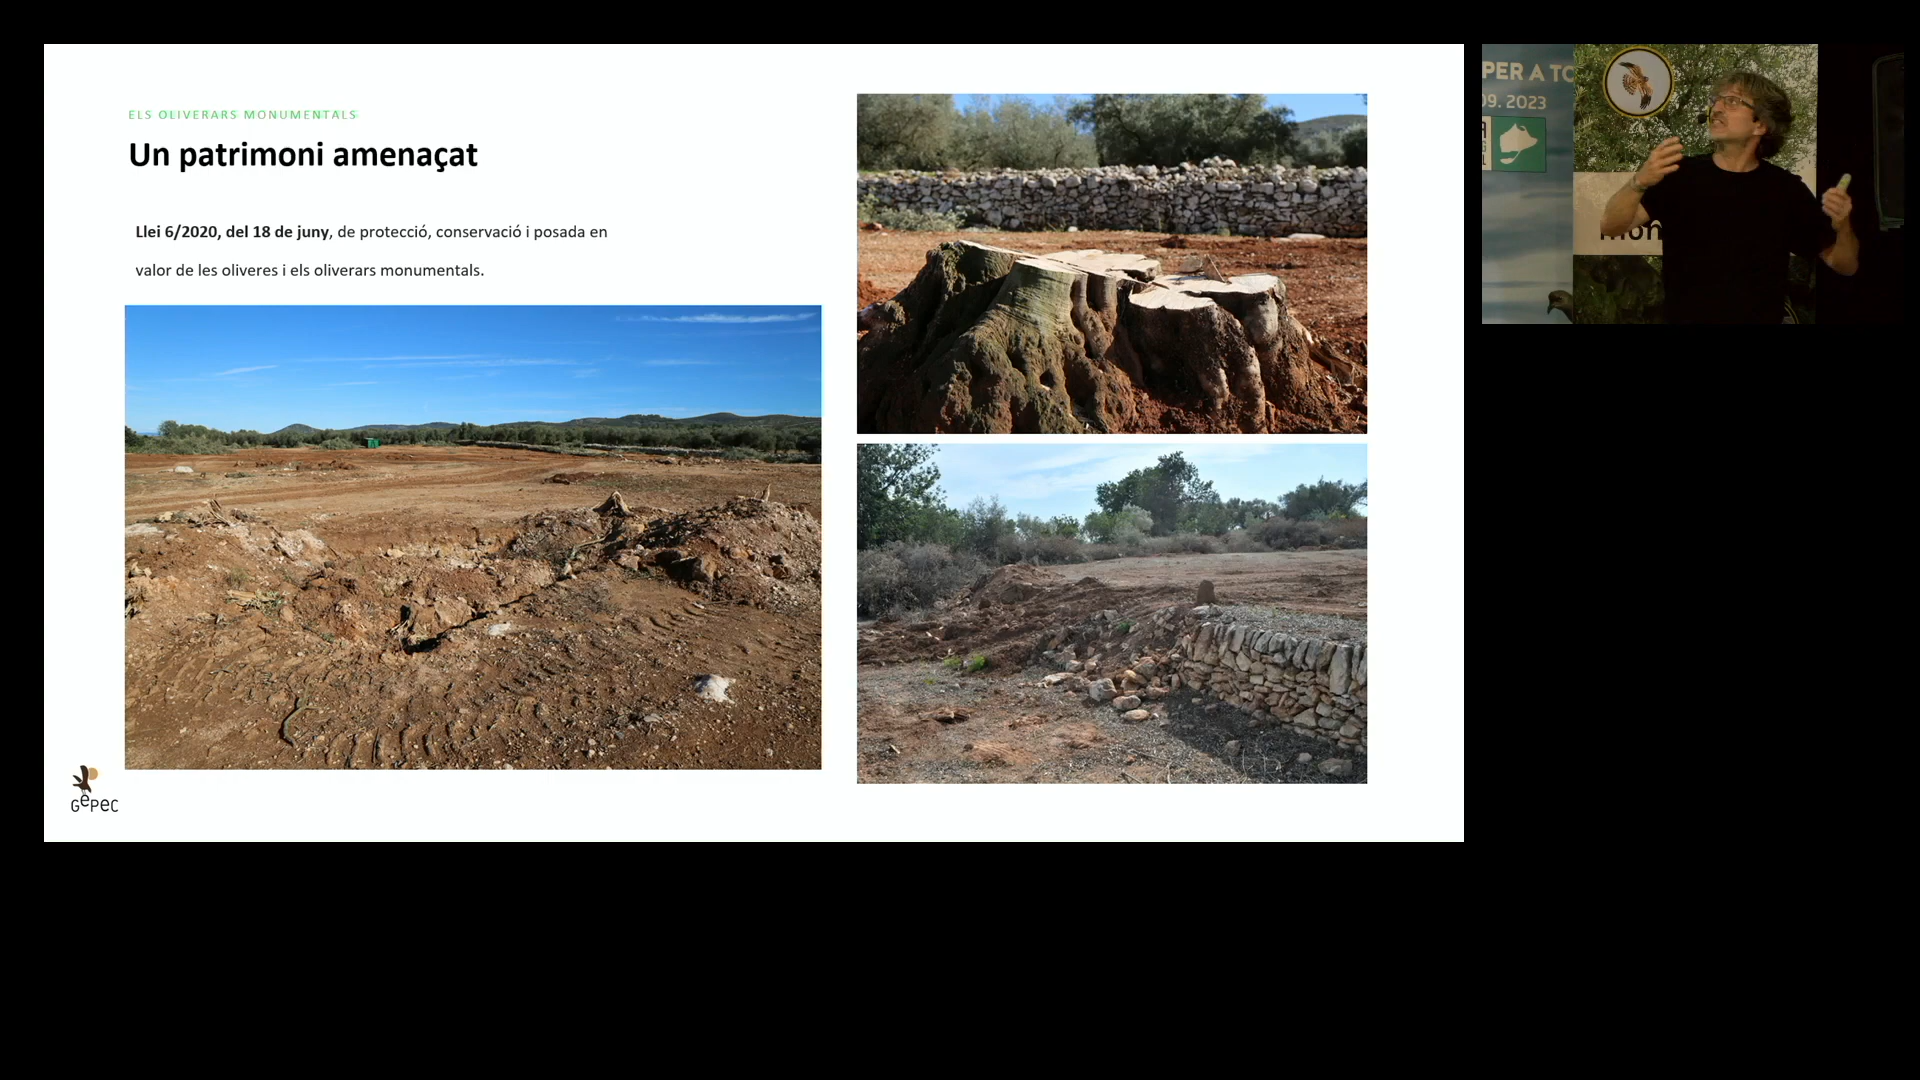 ELS OLIVERARS MONUMENTALS
Un patrimoni amenaçat
Llei 6/2020, del 18 de juny, de protecció, conservació i posada en
valor de les oliveres i els oliverars monumentals.
GePeC
PER A TO
09. 2023